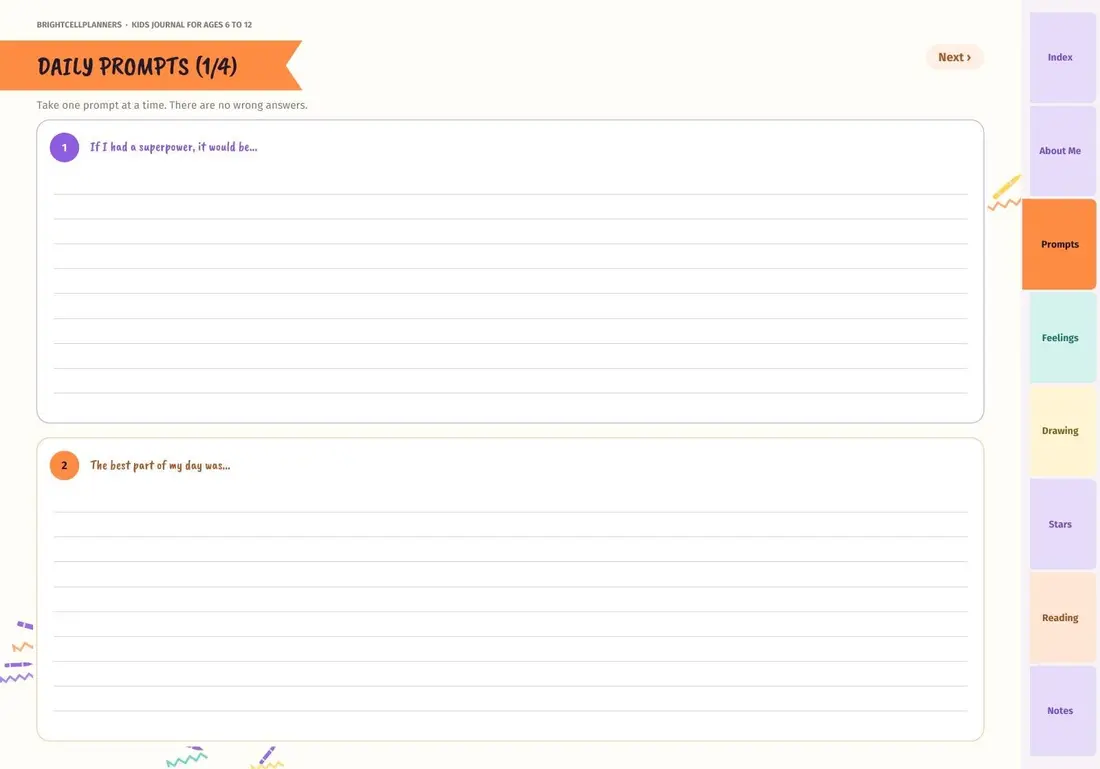 BRIGHTCELLPLANNERS · KIDS JOURNAL FOR AGES 6 TO 12
DAILY PROMPTS (1/4)
Next ›
Take one prompt at a time. There are no wrong answers.
1 If I had a superpower, it would be...
2 The best part of my day was...
Index
About Me
Prompts
Feelings
Drawing
Stars
Reading
Notes